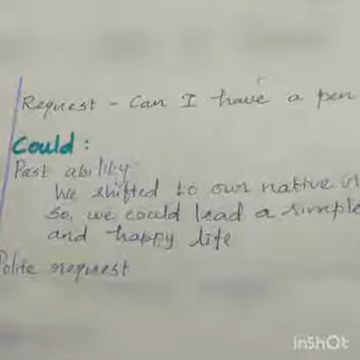 Request - Can I have a pen
Could :
Past ability
We shifted to our native
So, we could lead a simple
and happy life
Polite request
InShOt